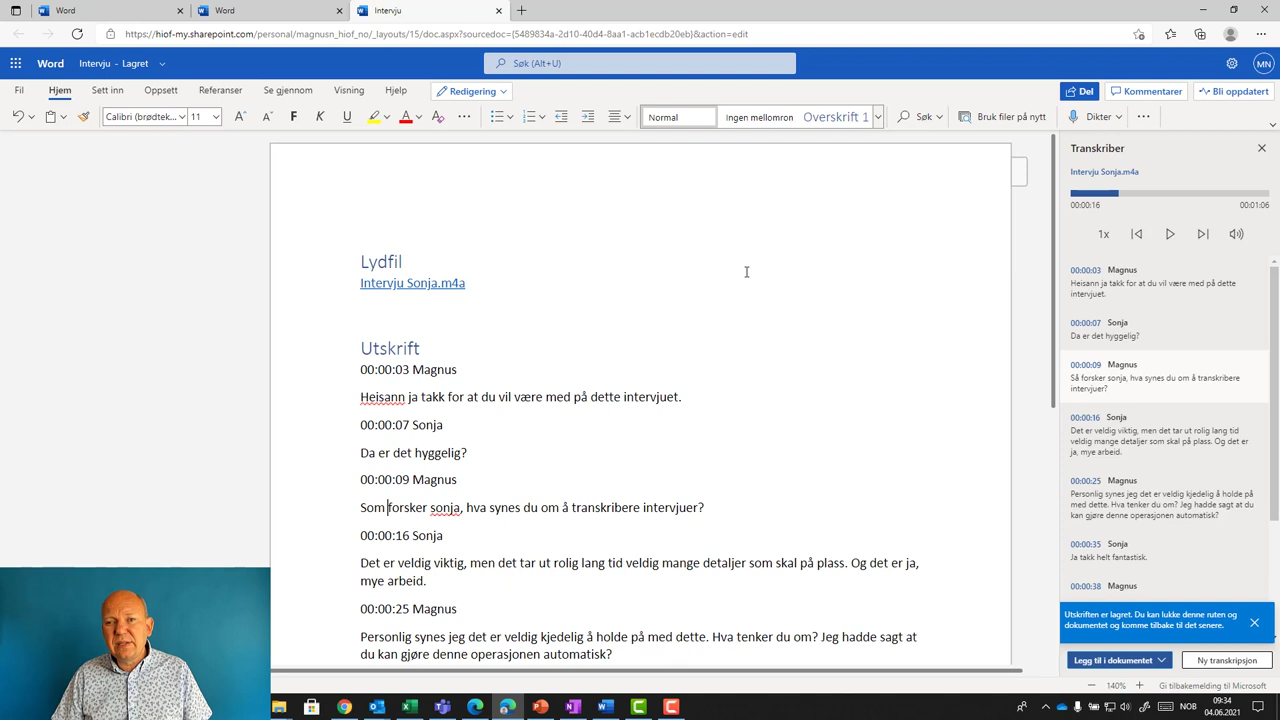 Word
Word
Intervju
https://hiof-my.sharepoint.com/personal/magnusn_hiof_no/_layouts/15/doc.aspx?sourcedoc={5489834a-2d10-40d4-8aa1-acb1ecdb20eb}&action=edit
Word Intervju - Lagret Søk (Alt+U) MN
Fil Hjem Sett inn Oppsett Referanser Se gjennom Visning Hjelp Redigering Del Kommentarer Bli oppdatert
Calibri (brødtek... 11 F K U A Normal Ingen mellomrom Overskrift 1 Søk Bruk filer på nytt Dikter
Lydfil
Intervju Sonja.m4a
Utskrift
00:00:03 Magnus
Heisann ja takk for at du vil være med på dette intervjuet.
00:00:07 Sonja
Da er det hyggelig?
00:00:09 Magnus
Som forsker sonja, hva synes du om å transkribere intervjuer?
00:00:16 Sonja
Det er veldig viktig, men det tar ut rolig lang tid veldig mange detaljer som skal på plass. Og det er ja,
mye arbeid.
00:00:25 Magnus
Personlig synes jeg det er veldig kjedelig å holde på med dette. Hva tenker du om? Jeg hadde sagt at
du kan gjøre denne operasjonen automatisk?
Transkriber
Intervju Sonja.m4a
00:00:16 00:01:06
1x
00:00:03 Magnus
Heisann ja takk for at du vil være med på dette
intervjuet.
00:00:07 Sonja
Da er det hyggelig?
00:00:09 Magnus
Så forsker sonja, hva synes du om å transkribere
intervjuer?
00:00:16 Sonja
Det er veldig viktig, men det tar ut rolig lang tid
veldig mange detaljer som skal på plass. Og det er
ja, mye arbeid.
00:00:25 Magnus
Personlig synes jeg det er veldig kjedelig å holde på
med dette. Hva tenker du om? Jeg hadde sagt at du
kan gjøre denne operasjonen automatisk?
00:00:35 Sonja
Ja takk helt fantastisk.
00:00:38 Magnus
Utskriften er lagret. Du kan lukke denne ruten og
dokumentet og komme tilbake til det senere.
Legg til i dokumentet Ny transkripsjon
140% Gi tilbakemelding til Microsoft
NOB
09:34
04.06.2021